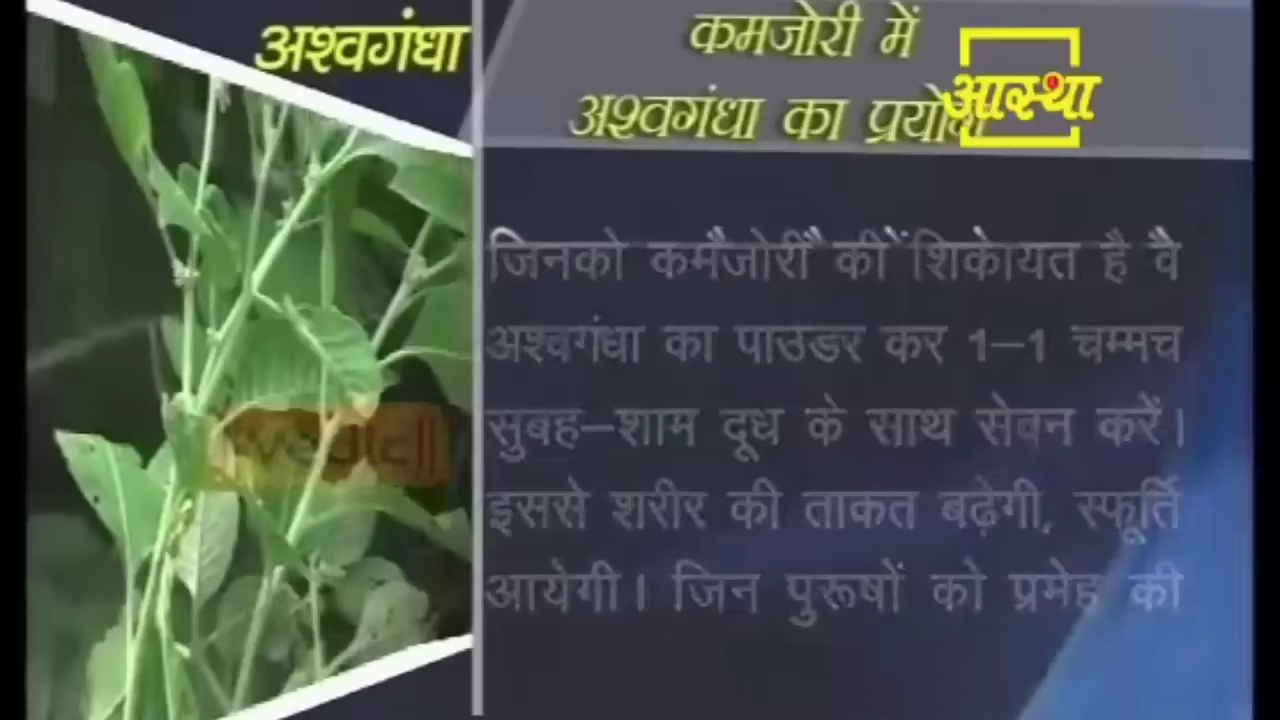 अश्वगंधा
कमजोरी में
अश्वगंधा का
आस्था
जिनको कमजोरी की शिकायत है वे
अश्वगंधा का पाउडर कर 1–1 चम्मच
सुबह–शाम दूध के साथ सेवन करें।
इससे शरीर की ताकत बढ़ेगी, स्फूर्ति
आयेगी। जिन पुरूषों को प्रमेह की